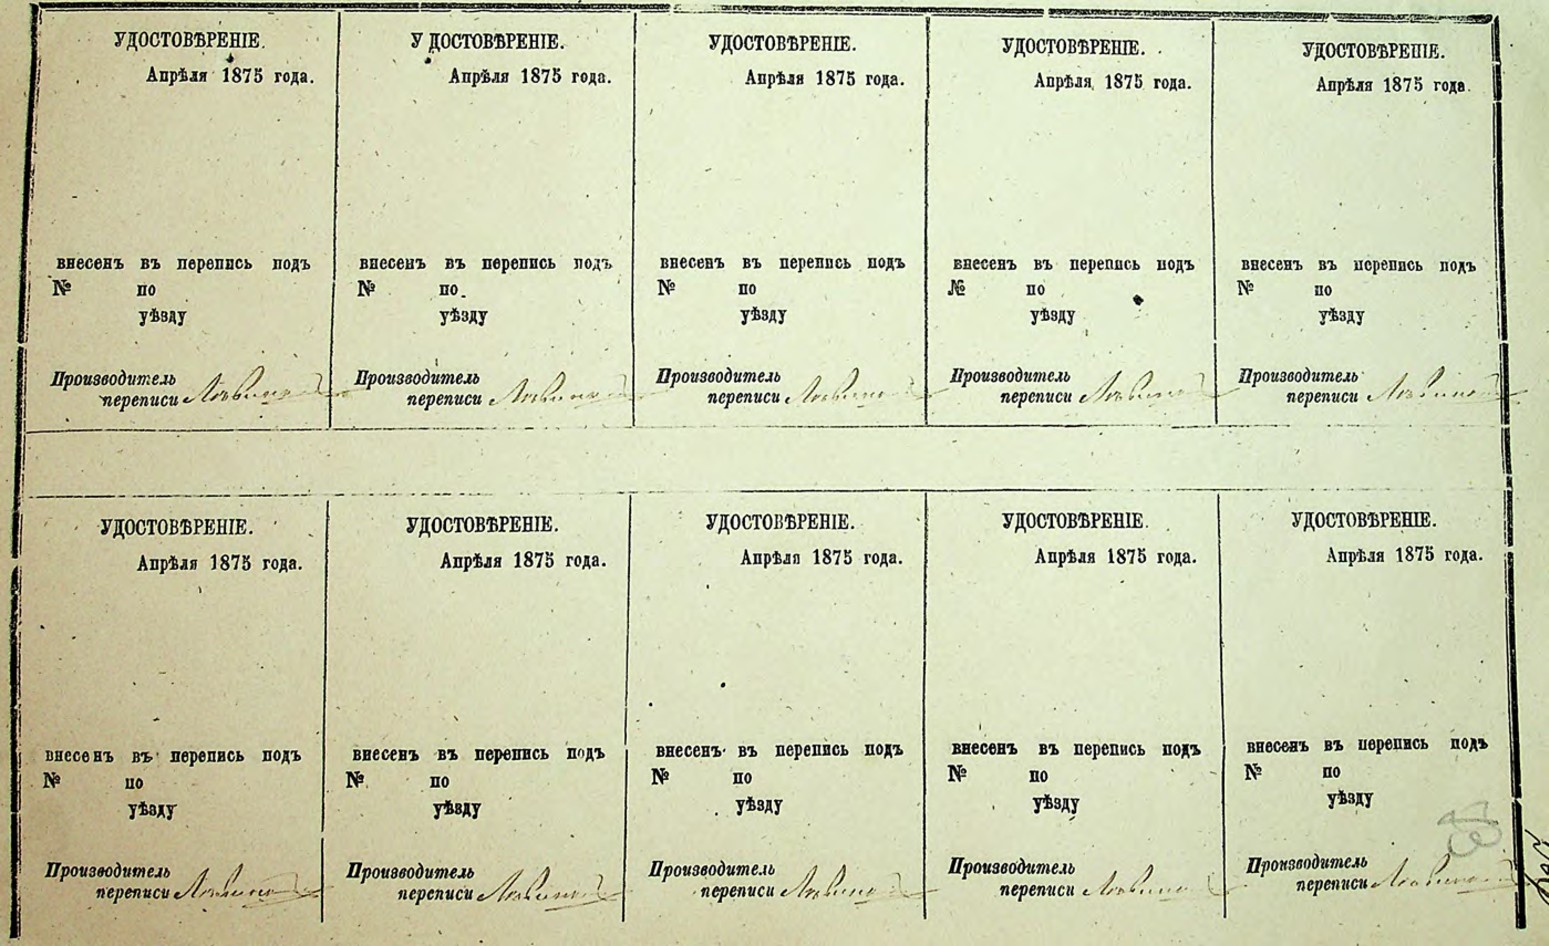 УДОСТОВѢРЕНІЕ.
Апрѣля 1875 года.
внесенъ въ перепись подъ
№ по
уѣзду
Производитель
переписи
УДОСТОВѢРЕНІЕ.
Апрѣля 1875 года.
внесенъ въ перепись подъ
№ по
уѣзду
Производитель
переписи
УДОСТОВѢРЕНІЕ.
Апрѣля 1875 года.
внесенъ въ перепись подъ
№ по
уѣзду
Производитель
переписи
УДОСТОВѢРЕНІЕ.
Апрѣля 1875 года.
внесенъ въ перепись подъ
№ по
уѣзду
Производитель
переписи
УДОСТОВѢРЕНІЕ.
Апрѣля 1875 года.
внесенъ въ перепись подъ
№ по
уѣзду
Производитель
переписи
УДОСТОВѢРЕНІЕ.
Апрѣля 1875 года.
внесенъ въ перепись подъ
№ по
уѣзду
Производитель
переписи
УДОСТОВѢРЕНІЕ.
Апрѣля 1875 года.
внесенъ въ перепись подъ
№ по
уѣзду
Производитель
переписи
УДОСТОВѢРЕНІЕ.
Апрѣля 1875 года.
внесенъ въ перепись подъ
№ по
уѣзду
Производитель
переписи
УДОСТОВѢРЕНІЕ.
Апрѣля 1875 года.
внесенъ въ перепись подъ
№ по
уѣзду
Производитель
переписи
УДОСТОВѢРЕНІЕ.
Апрѣля 1875 года.
внесенъ въ перепись подъ
№ по
уѣзду
Производитель
переписи